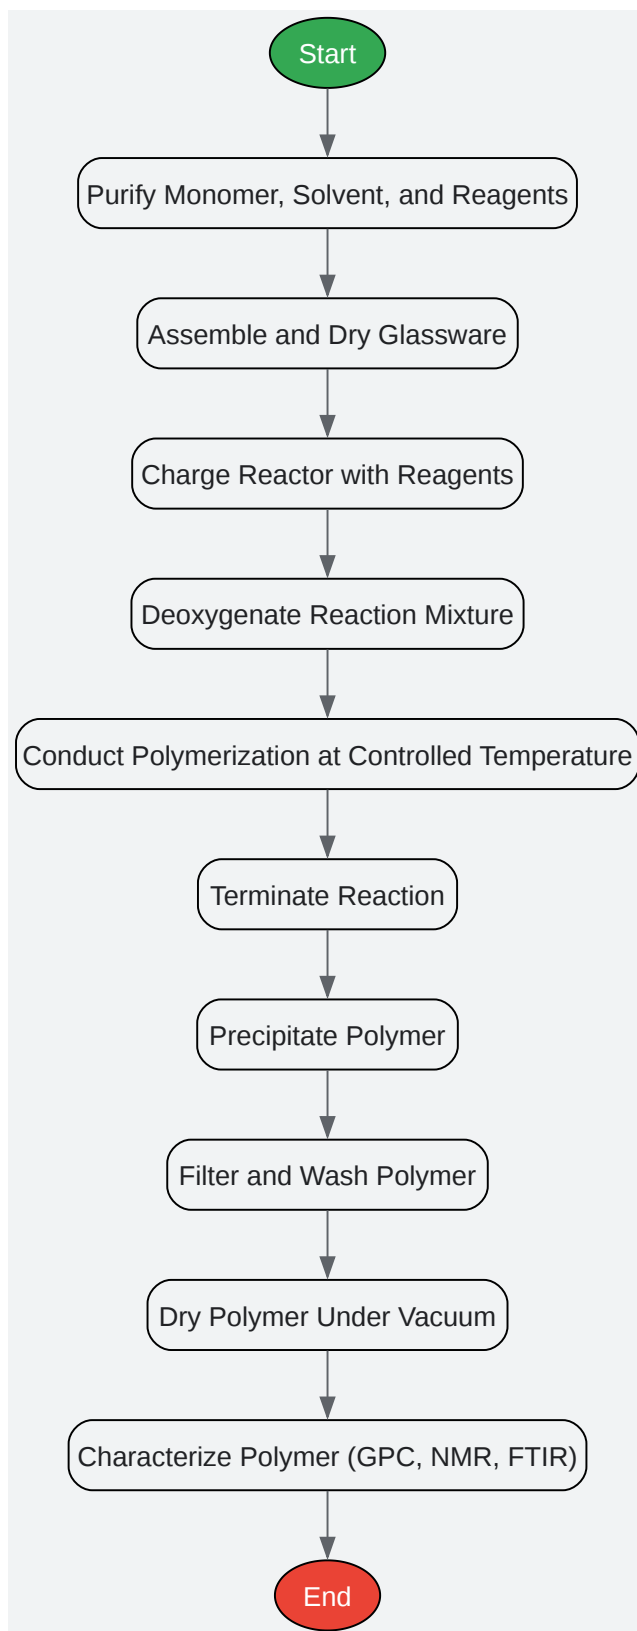 Start
Purify Monomer, Solvent, and Reagents
Assemble and Dry Glassware
Charge Reactor with Reagents
Deoxygenate Reaction Mixture
Conduct Polymerization at Controlled Temperature
Terminate Reaction
Precipitate Polymer
Filter and Wash Polymer
Dry Polymer Under Vacuum
Characterize Polymer (GPC, NMR, FTIR)
End